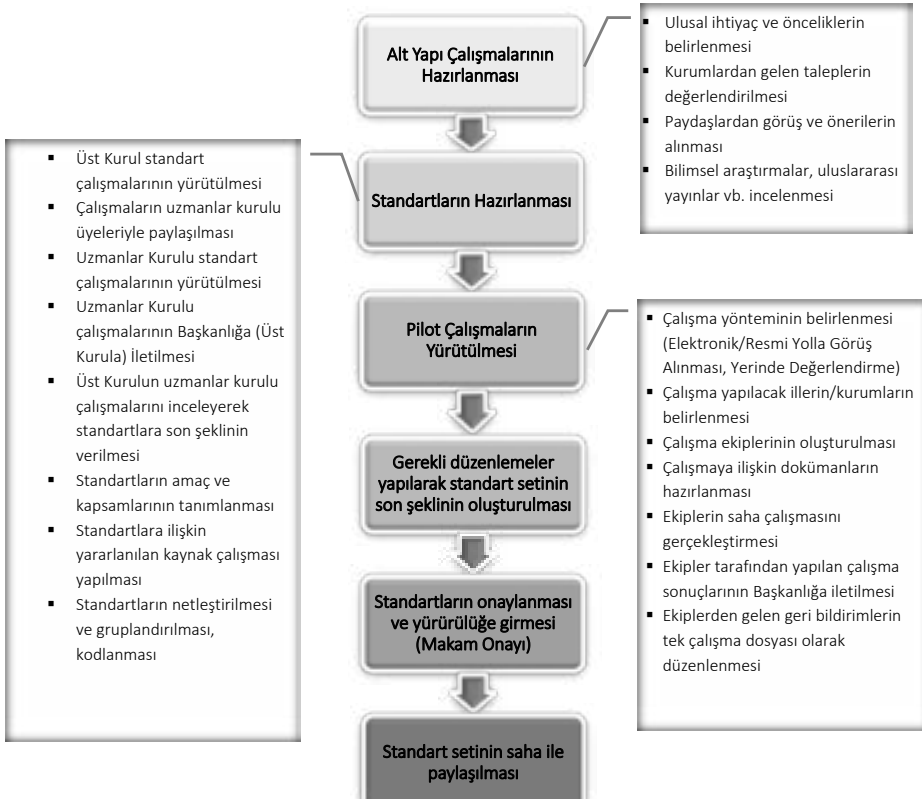 Alt Yapı Çalışmalarının
Hazırlanması
▪ Ulusal ihtiyaç ve önceliklerin
belirlenmesi
▪ Kurumlardan gelen taleplerin
değerlendirilmesi
▪ Paydaşlardan görüş ve önerilerin
alınması
▪ Bilimsel araştırmalar, uluslararası
yayınlar vb. incelenmesi
Standartların Hazırlanması
▪ Üst Kurul standart
çalışmalarının yürütülmesi
▪ Çalışmaların uzmanlar kurulu
üyeleriyle paylaşılması
▪ Uzmanlar Kurulu standart
çalışmalarının yürütülmesi
▪ Uzmanlar Kurulu
çalışmalarının Başkanlığa (Üst
Kurula) İletilmesi
▪ Üst Kurulun uzmanlar kurulu
çalışmalarını inceleyerek
standartlara son şeklinin
verilmesi
▪ Standartların amaç ve
kapsamlarının tanımlanması
▪ Standartlara ilişkin
yararlanılan kaynak çalışması
yapılması
▪ Standartların netleştirilmesi
ve gruplandırılması,
kodlanması
Pilot Çalışmaların
Yürütülmesi
▪ Çalışma yönteminin belirlenmesi
(Elektronik/Resmi Yolla Görüş
Alınması, Yerinde Değerlendirme)
▪ Çalışma yapılacak illerin/kurumların
belirlenmesi
▪ Çalışma ekiplerinin oluşturulması
▪ Çalışmaya ilişkin dokümanların
hazırlanması
▪ Ekiplerin saha çalışmasını
gerçekleştirmesi
▪ Ekipler tarafından yapılan çalışma
sonuçlarının Başkanlığa iletilmesi
▪ Ekiplerden gelen geri bildirimlerin
tek çalışma dosyası olarak
düzenlenmesi
Gerekli düzenlemeler
yapılarak standart setinin
son şeklinin oluşturulması
Standartların onaylanması
ve yürürülüğe girmesi
(Makam Onayı)
Standart setinin saha ile
paylaşılması